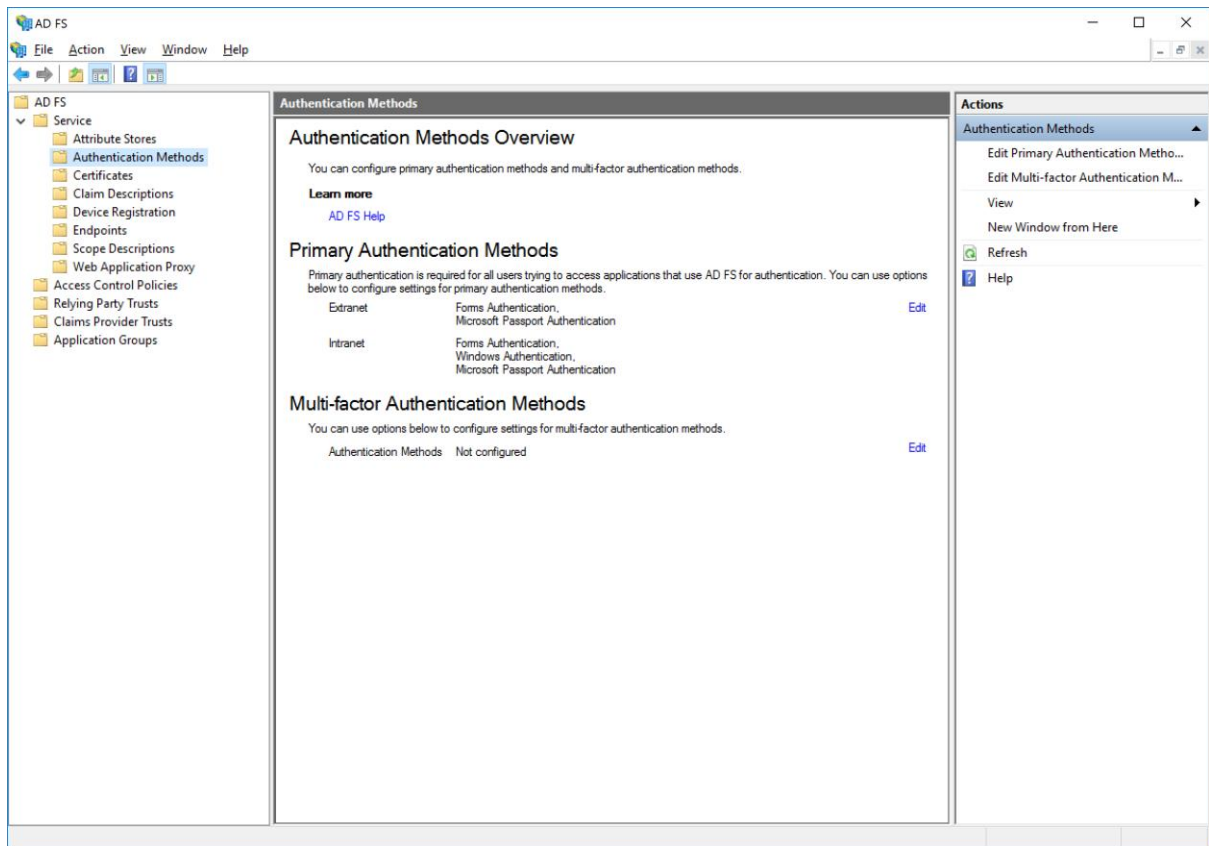 AD FS
File Action View Window Help
AD FS
Service
Attribute Stores
Authentication Methods
Certificates
Claim Descriptions
Device Registration
Endpoints
Scope Descriptions
Web Application Proxy
Access Control Policies
Relying Party Trusts
Claims Provider Trusts
Application Groups
Authentication Methods
Authentication Methods Overview
You can configure primary authentication methods and multi-factor authentication methods.
Learn more
AD FS Help
Primary Authentication Methods
Primary authentication is required for all users trying to access applications that use AD FS for authentication. You can use options
below to configure settings for primary authentication methods.
Extranet Forms Authentication, Edit
Microsoft Passport Authentication
Intranet Forms Authentication,
Windows Authentication,
Microsoft Passport Authentication
Multi-factor Authentication Methods
You can use options below to configure settings for multi-factor authentication methods.
Authentication Methods Not configured Edit
Actions
Authentication Methods
Edit Primary Authentication Metho...
Edit Multi-factor Authentication M...
View
New Window from Here
Refresh
Help